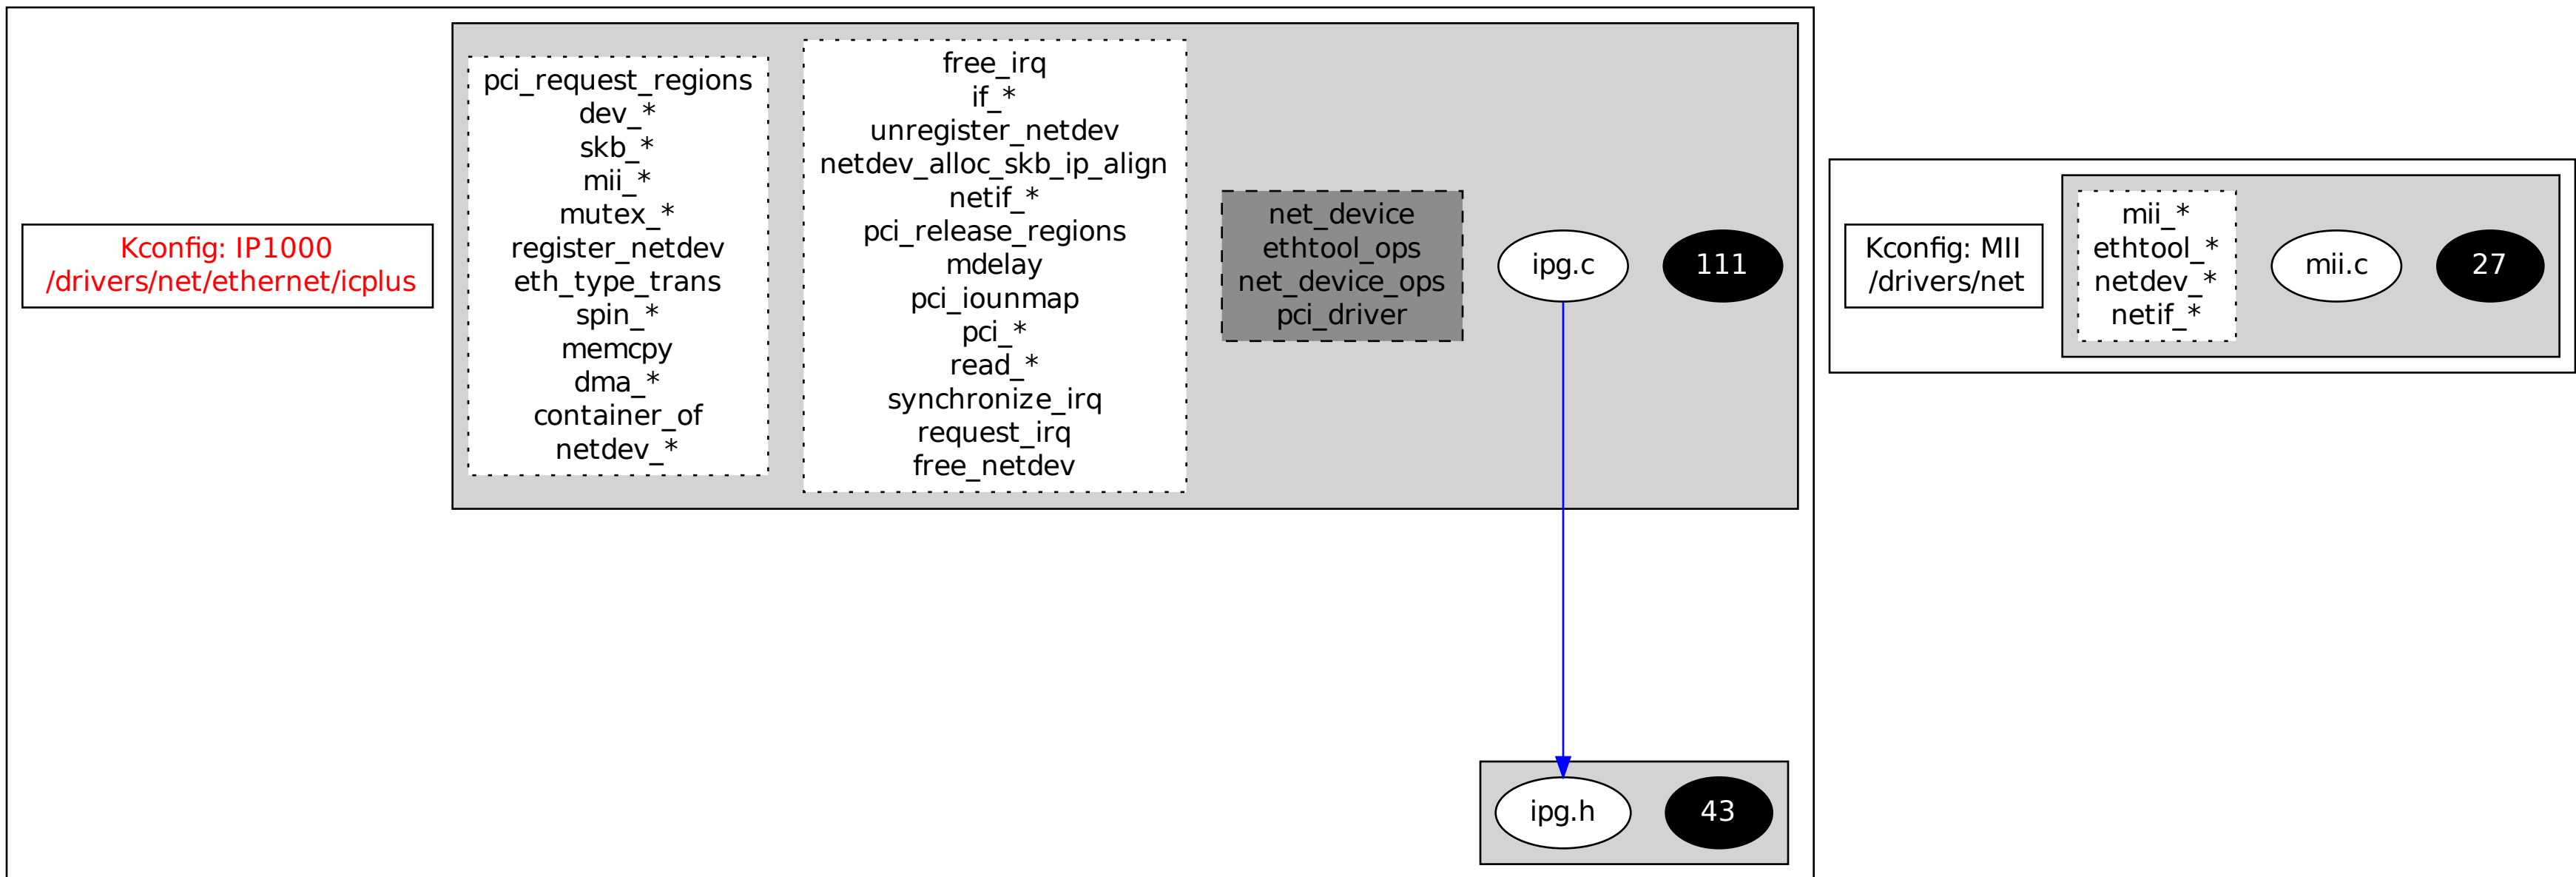 Kconfig: IP1000
/drivers/net/ethernet/icplus
pci_request_regions
dev_*
skb_*
mii_*
mutex_*
register_netdev
eth_type_trans
spin_*
memcpy
dma_*
container_of
netdev_*
free_irq
if_*
unregister_netdev
netdev_alloc_skb_ip_align
netif_*
pci_release_regions
mdelay
pci_iounmap
pci_*
read_*
synchronize_irq
request_irq
free_netdev
net_device
ethtool_ops
net_device_ops
pci_driver
ipg.c
111
ipg.h
43
Kconfig: MII
/drivers/net
mii_*
ethtool_*
netdev_*
netif_*
mii.c
27